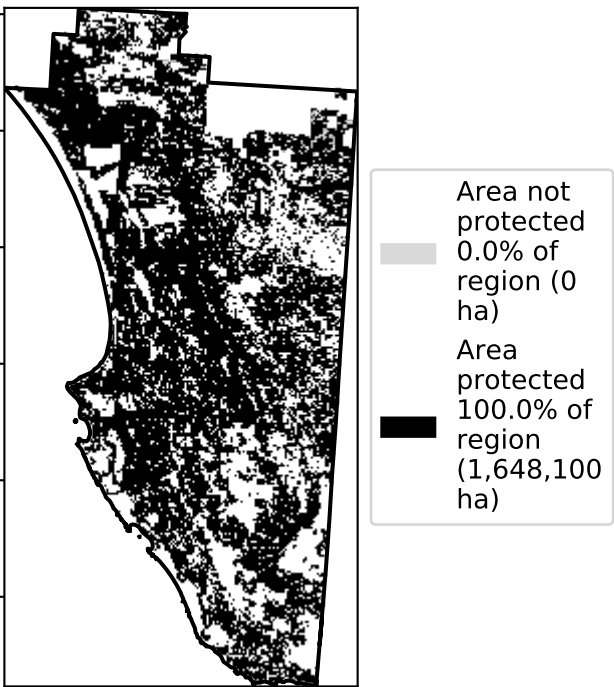 Area not
protected
0.0% of
region (0
ha)
Area
protected
100.0% of
region
(1,648,100
ha)